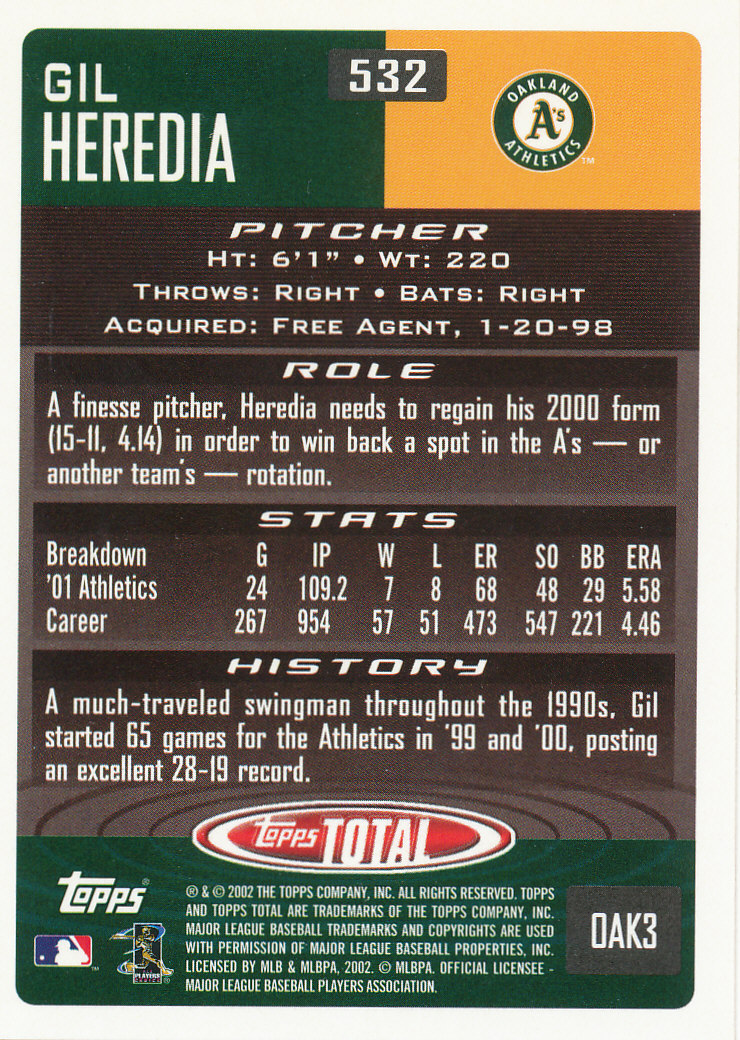 GIL
HEREDIA
532
OAKLAND
A's
ATHLETICS
TM
PITCHER
HT: 6'1" • WT: 220
THROWS: RIGHT • BATS: RIGHT
ACQUIRED: FREE AGENT, 1-20-98
ROLE
A finesse pitcher, Heredia needs to regain his 2000 form
(15-11, 4.14) in order to win back a spot in the A's — or
another team's — rotation.
STATS
Breakdown G IP W L ER SO BB ERA
'01 Athletics 24 109.2 7 8 68 48 29 5.58
Career 267 954 57 51 473 547 221 4.46
HISTORY
A much-traveled swingman throughout the 1990s, Gil
started 65 games for the Athletics in '99 and '00, posting
an excellent 28-19 record.
Topps TOTAL
Topps®
® & © 2002 THE TOPPS COMPANY, INC. ALL RIGHTS RESERVED. TOPPS
AND TOPPS TOTAL ARE TRADEMARKS OF THE TOPPS COMPANY, INC.
MAJOR LEAGUE BASEBALL TRADEMARKS AND COPYRIGHTS ARE USED
WITH PERMISSION OF MAJOR LEAGUE BASEBALL PROPERTIES, INC.
LICENSED BY MLB & MLBPA, 2002. © MLBPA. OFFICIAL LICENSEE -
MAJOR LEAGUE BASEBALL PLAYERS ASSOCIATION.
OAK3
TM
PLAYERS
CHOICE